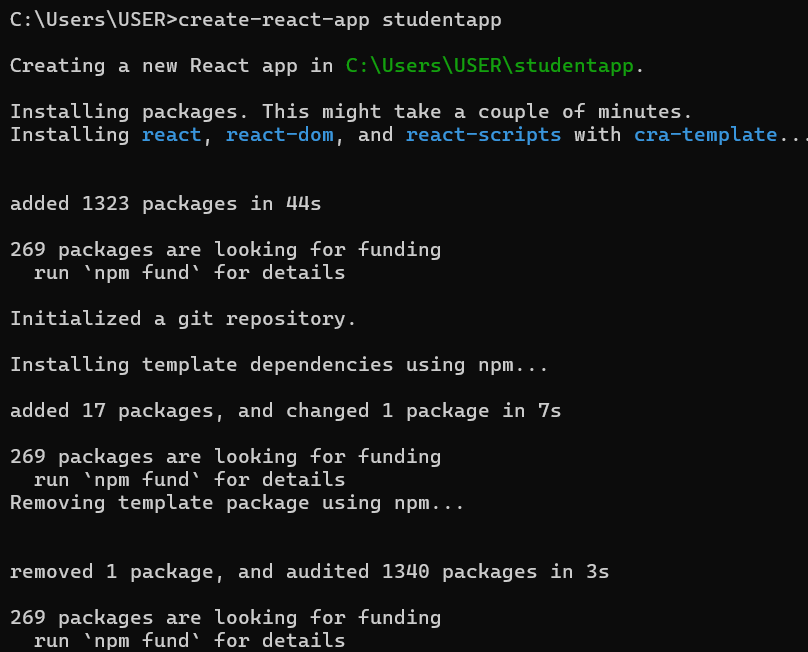 C:\Users\USER>create-react-app studentapp
Creating a new React app in C:\Users\USER\studentapp.
Installing packages. This might take a couple of minutes.
Installing react, react-dom, and react-scripts with cra-template...
added 1323 packages in 44s
269 packages are looking for funding
  run `npm fund` for details
Initialized a git repository.
Installing template dependencies using npm...
added 17 packages, and changed 1 package in 7s
269 packages are looking for funding
  run `npm fund` for details
Removing template package using npm...
removed 1 package, and audited 1340 packages in 3s
269 packages are looking for funding
  run `npm fund` for details